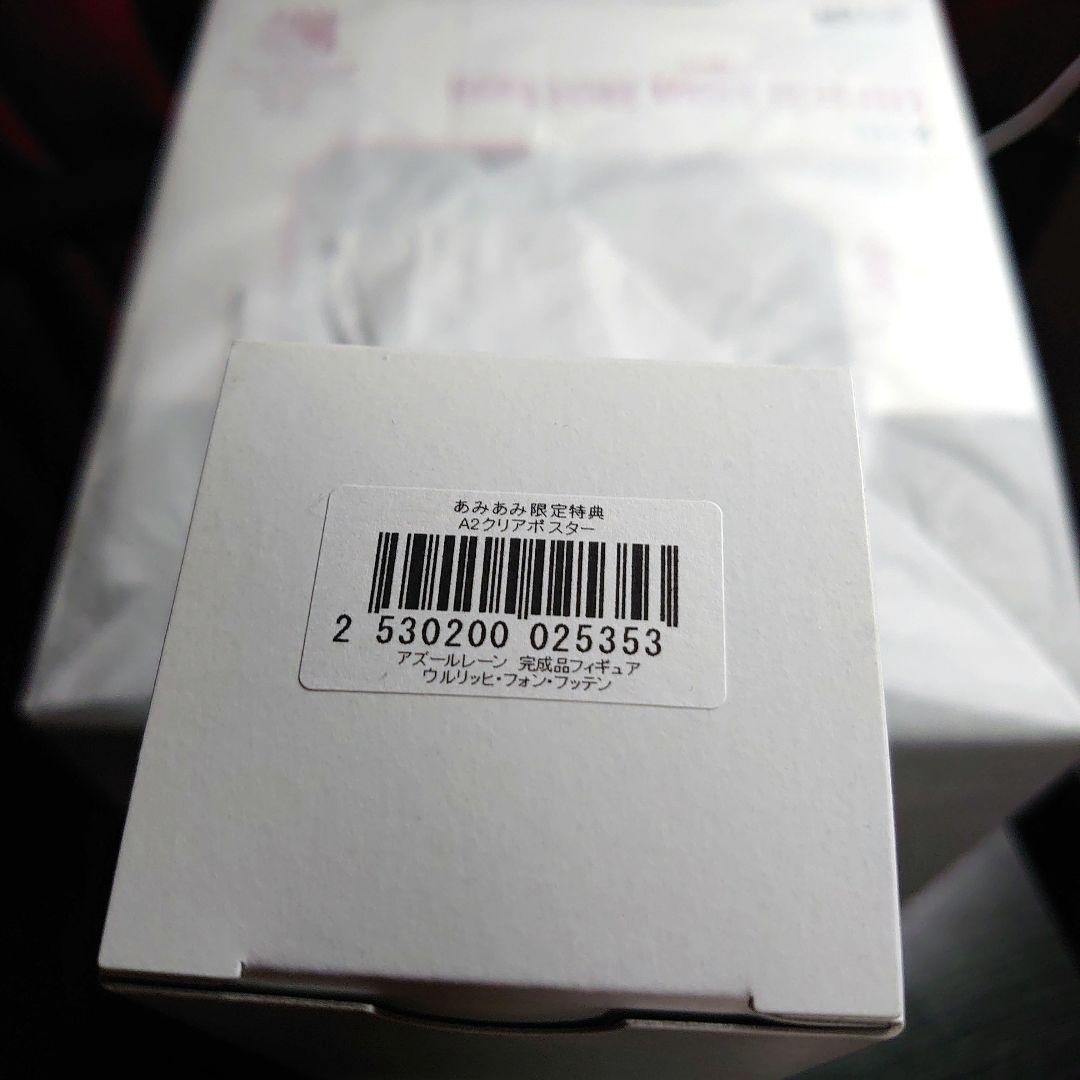 あみあみ限定特典
A2クリアポスター
2 530200 025353
アズールレーン 完成品フィギュア
ウルリッヒ・フォン・フッテン